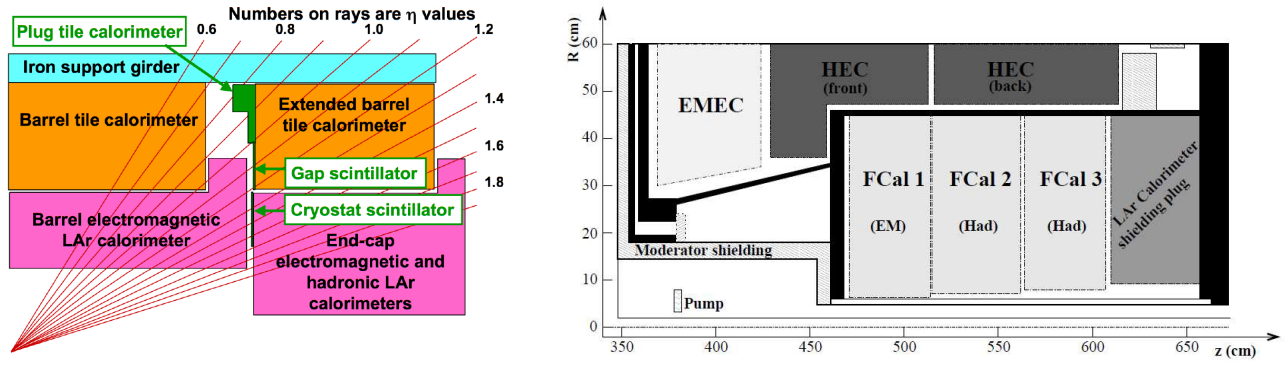 Numbers on rays are η values
Plug tile calorimeter
0.6
0.8
1.0
1.2
Iron support girder
Barrel tile calorimeter
Extended barrel
tile calorimeter
1.4
1.6
Gap scintillator
1.8
Cryostat scintillator
Barrel electromagnetic
LAr calorimeter
End-cap
electromagnetic and
hadronic LAr
calorimeters
R (cm)
60
50
40
30
20
10
0
EMEC
HEC
(front)
HEC
(back)
FCal 1
(EM)
FCal 2
(Had)
FCal 3
(Had)
LAr Calorimeter
shielding plug
Moderator shielding
Pump
350
400
450
500
550
600
650
z (cm)